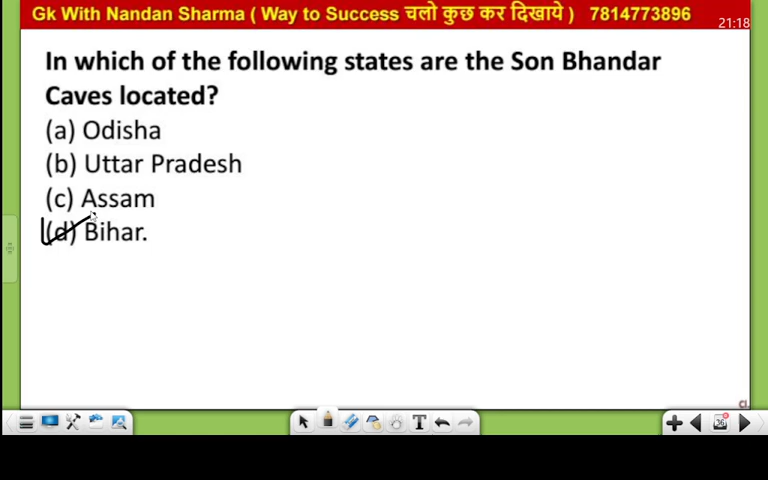 Gk With Nandan Sharma ( Way to Success चलो कुछ कर दिखाये ) 7814773896
21:18
In which of the following states are the Son Bhandar
Caves located?
(a) Odisha
(b) Uttar Pradesh
(c) Assam
(d) Bihar.
36